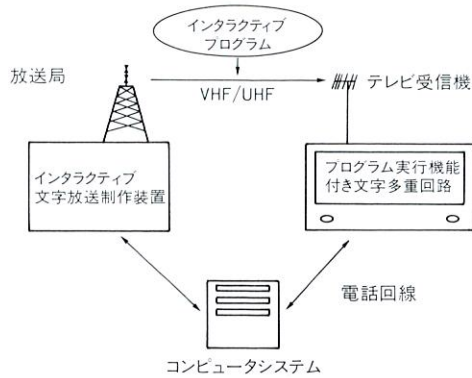 インタラクティブ
プログラム
放送局
VHF/UHF
テレビ受信機
インタラクティブ
文字放送制作装置
プログラム実行機能
付き文字多重回路
電話回線
コンピュータシステム